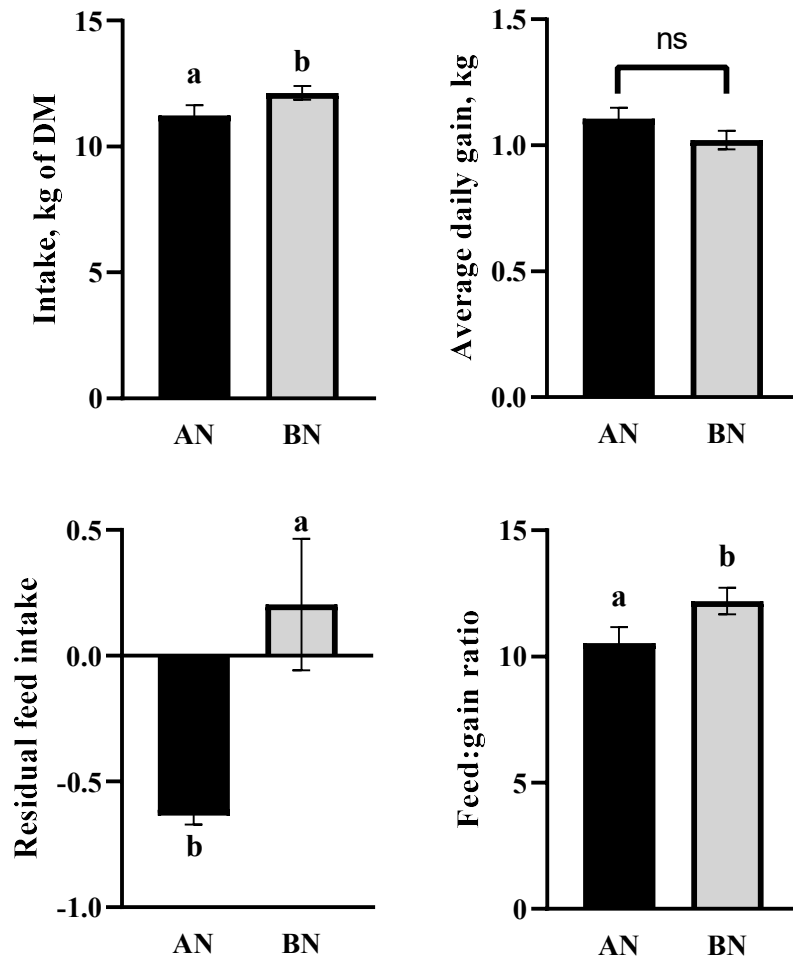 Intake, kg of DM
15
10
5
0
a
b
AN BN
Average daily gain, kg
1.5
1.0
0.5
0.0
ns
AN BN
Residual feed intake
0.5
0.0
-0.5
-1.0
a
b
AN BN
Feed:gain ratio
15
10
5
0
a
b
AN BN